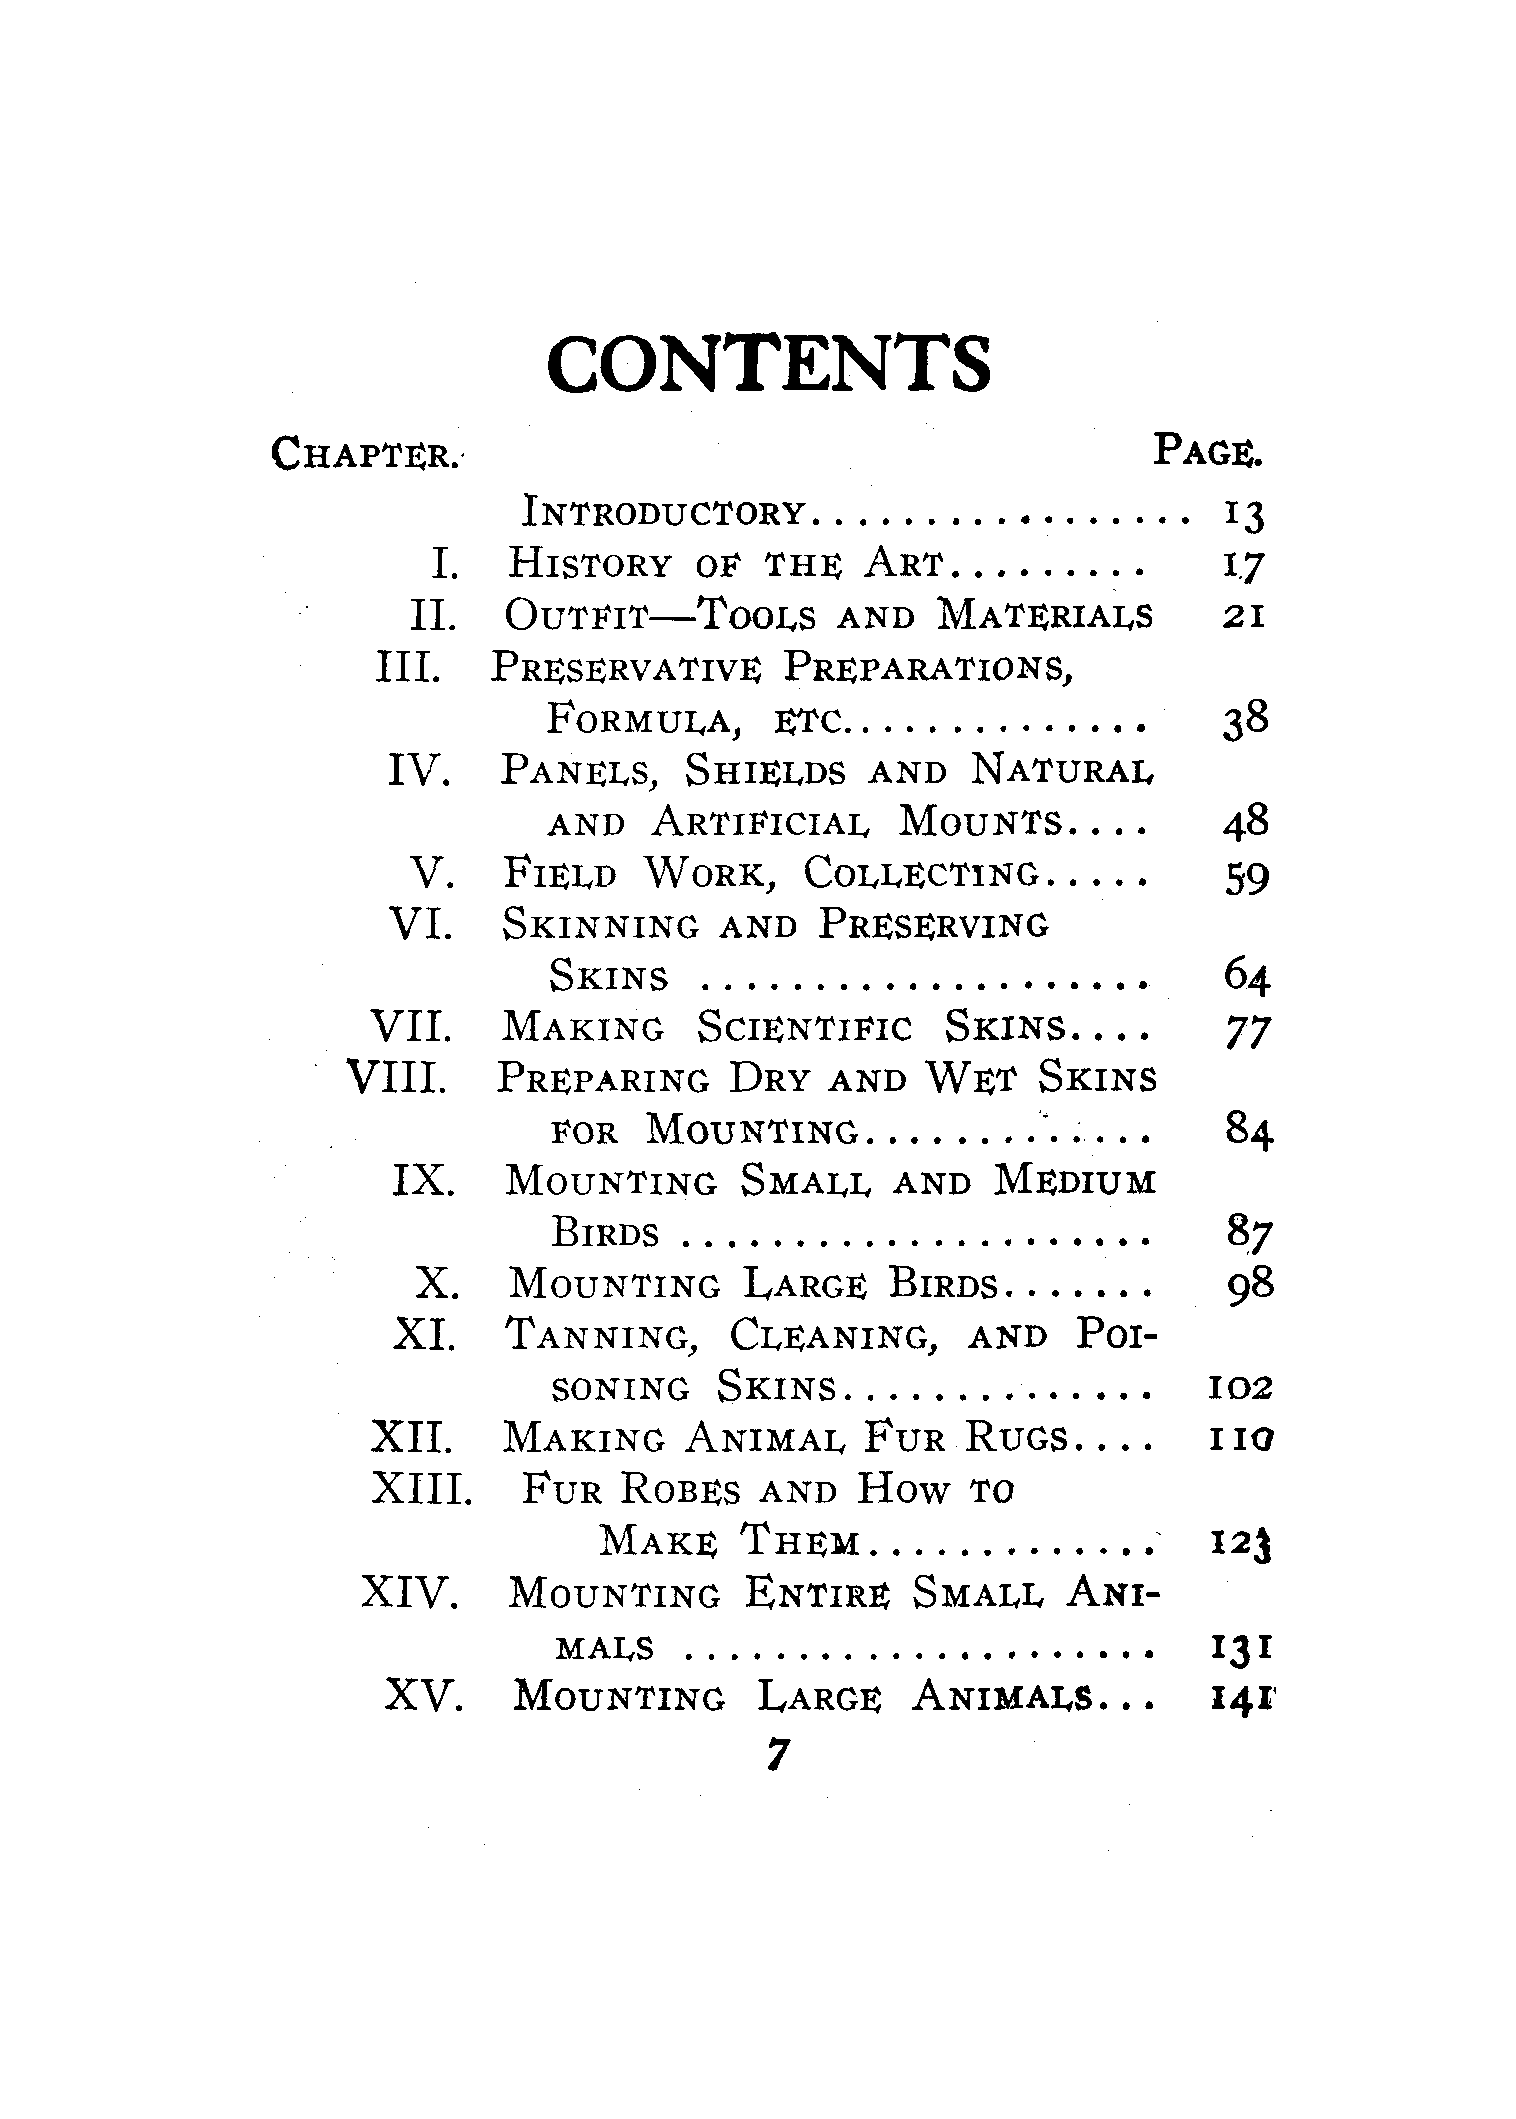 CONTENTS
Chapter. Page.
Introductory................. 13
I. History of the Art......... 17
II. Outfit—Tools and Materials 21
III. Preservative Preparations,
Formula, etc.............. 38
IV. Panels, Shields and Natural
and Artificial Mounts.... 48
V. Field Work, Collecting..... 59
VI. Skinning and Preserving
Skins .................... 64
VII. Making Scientific Skins.... 77
VIII. Preparing Dry and Wet Skins
for Mounting............. 84
IX. Mounting Small and Medium
Birds ..................... 87
X. Mounting Large Birds....... 98
XI. Tanning, Cleaning, and Poi-
soning Skins.............. 102
XII. Making Animal Fur Rugs.... 110
XIII. Fur Robes and How to
Make Them............. 123
XIV. Mounting Entire Small Ani-
mals ..................... 131
XV. Mounting Large Animals... 141
7